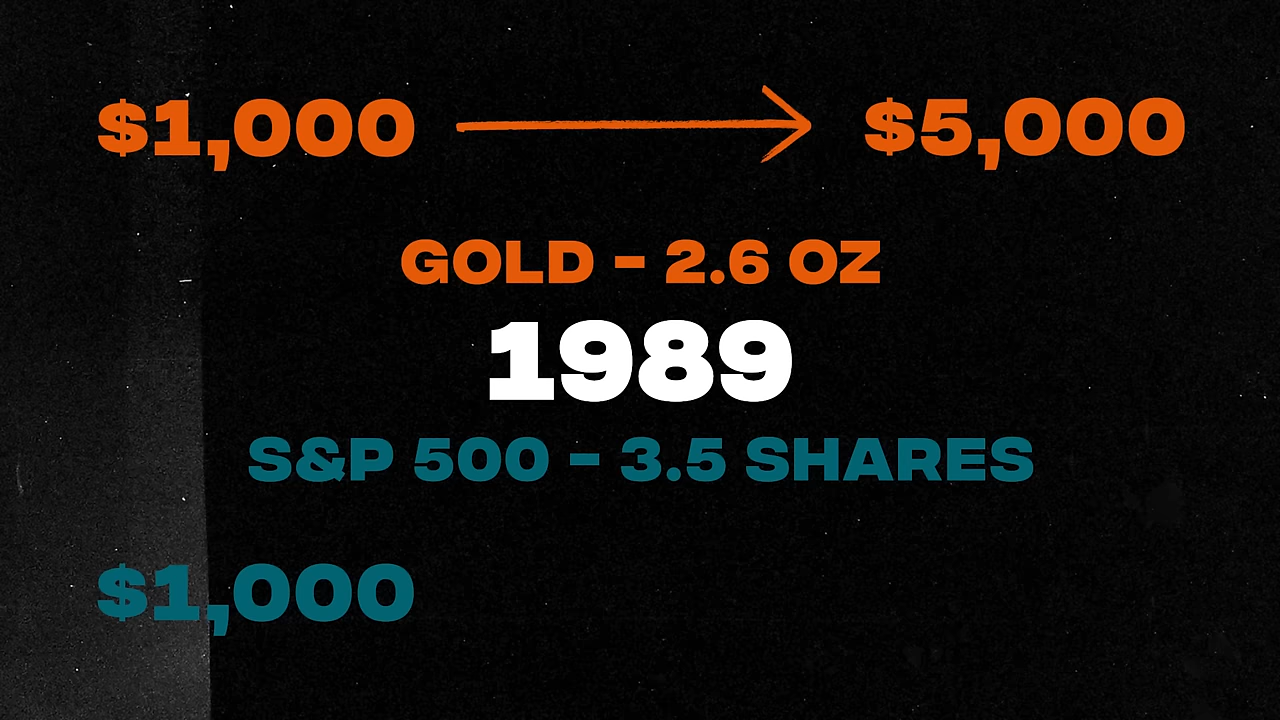 $1,000 $5,000
GOLD - 2.6 OZ
1989
S&P 500 - 3.5 SHARES
$1,000